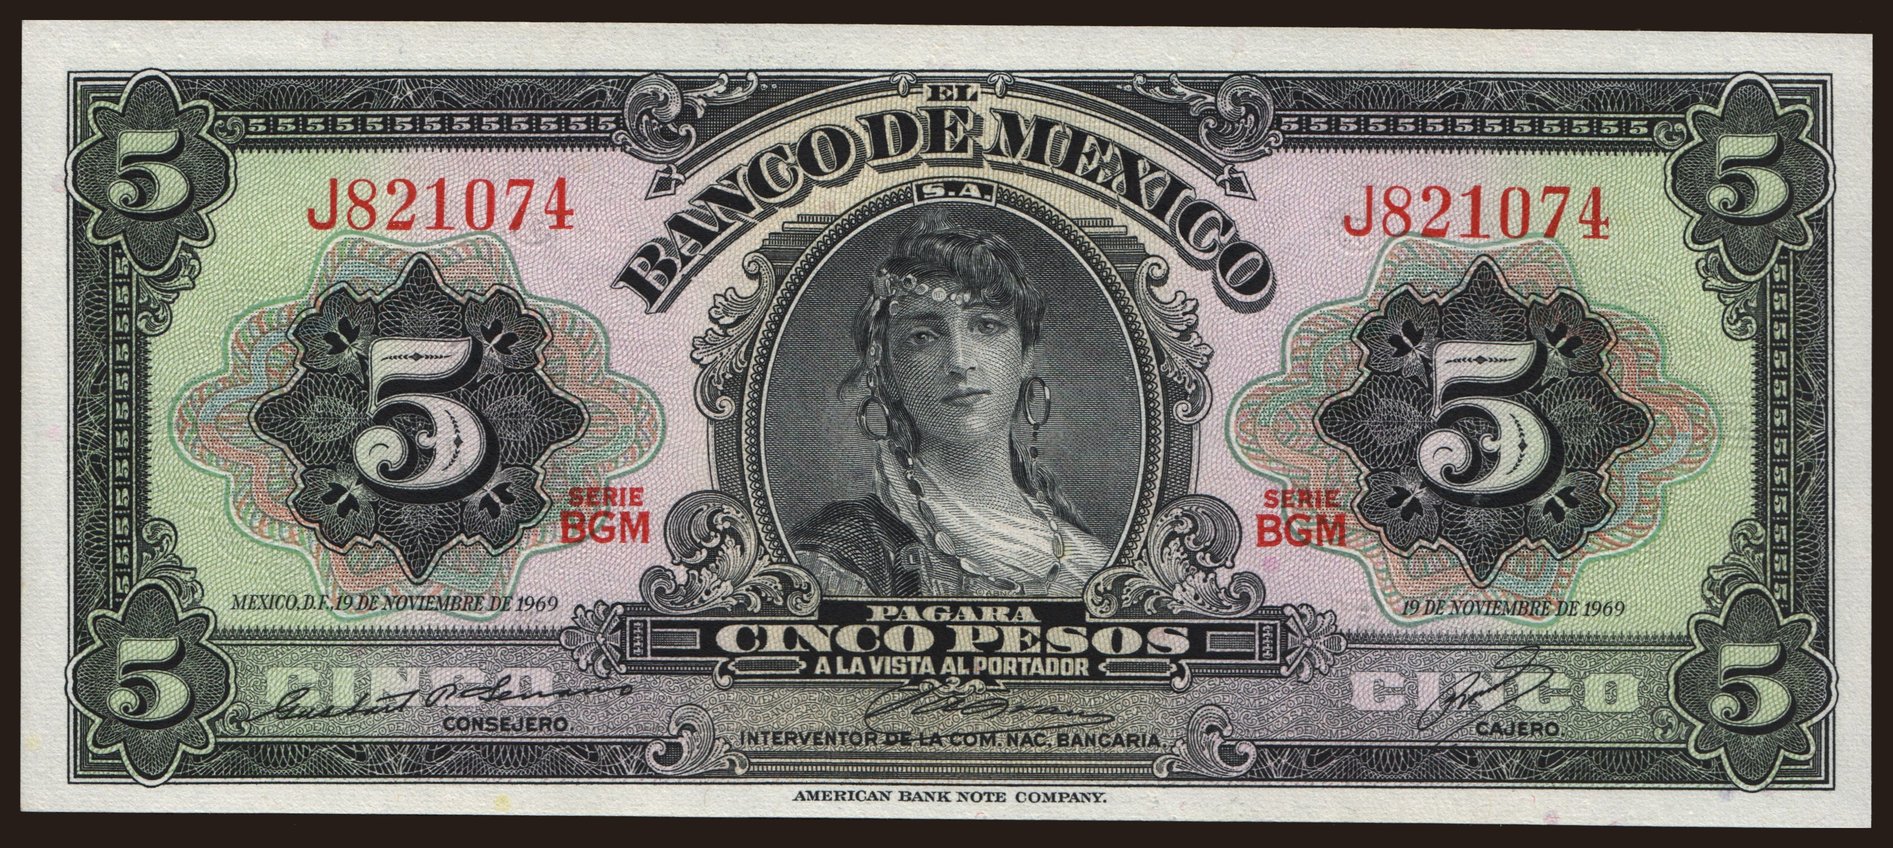 EL
BANCO DE MEXICO
S.A.
5 5
555555555555555 555555555555555
J821074 J821074
5 5
SERIE SERIE
BGM BGM
MEXICO, D.F., 19 DE NOVIEMBRE DE 1969 19 DE NOVIEMBRE DE 1969
PAGARA
CINCO PESOS
A LA VISTA AL PORTADOR
5 CINCO CINCO 5
CONSEJERO. INTERVENTOR DE LA COM. NAC. BANCARIA. CAJERO.
AMERICAN BANK NOTE COMPANY.